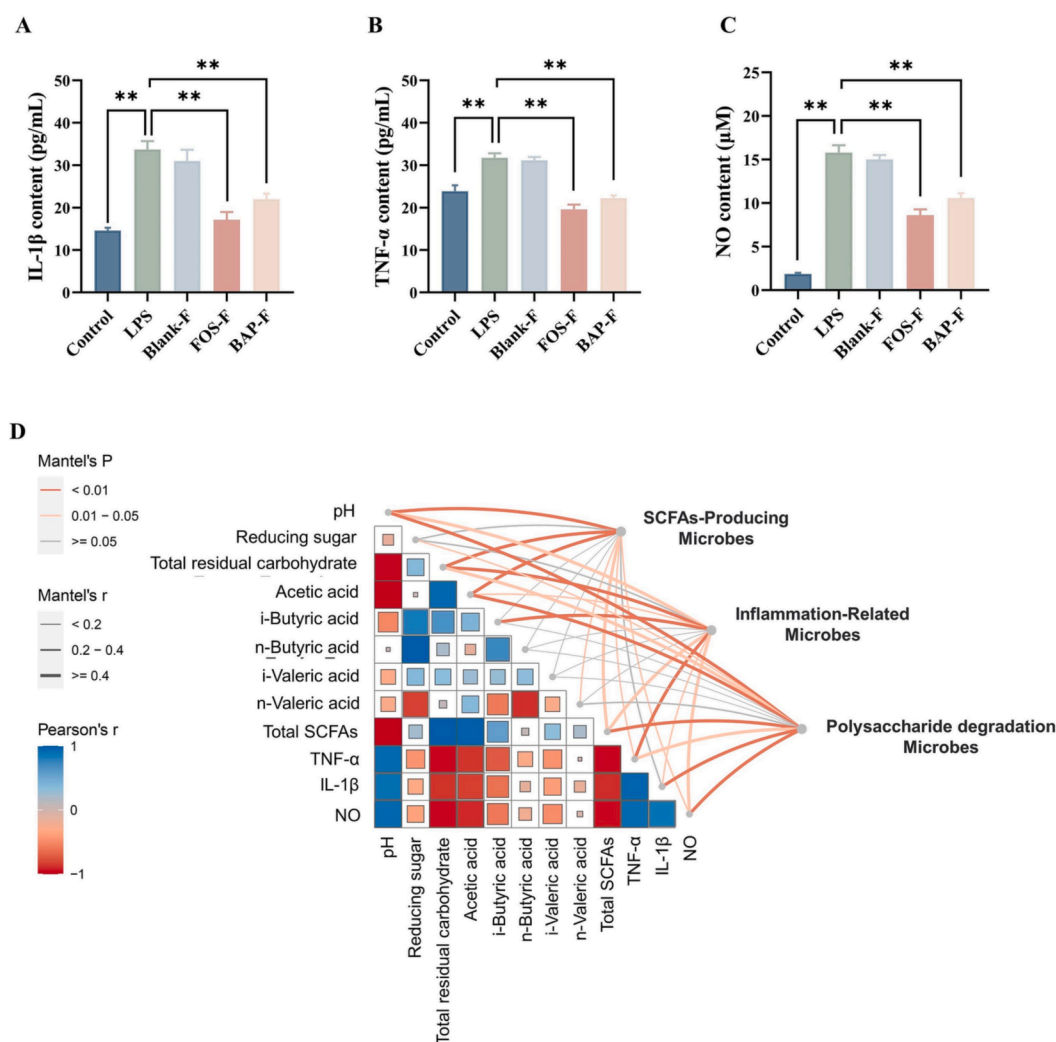 A
B
C
**
**
**
50
40
30
20
10
0
IL-1β content (pg/mL)
Control
LPS
Blank-F
FOS-F
BAP-F
**
**
**
50
40
30
20
10
0
TNF-α content (pg/mL)
Control
LPS
Blank-F
FOS-F
BAP-F
**
**
**
25
20
15
10
5
0
NO content (μM)
Control
LPS
Blank-F
FOS-F
BAP-F
D
Mantel's P
< 0.01
0.01 − 0.05
>= 0.05
Mantel's r
< 0.2
0.2 − 0.4
>= 0.4
Pearson's r
1
0
−1
pH
Reducing sugar
Total residual carbohydrate
Acetic acid
i-Butyric acid
n-Butyric acid
i-Valeric acid
n-Valeric acid
Total SCFAs
TNF-α
IL-1β
NO
pH
Reducing sugar
Total residual carbohydrate
Acetic acid
i-Butyric acid
n-Butyric acid
i-Valeric acid
n-Valeric acid
Total SCFAs
TNF-α
IL-1β
NO
SCFAs-Producing
Microbes
Inflammation-Related
Microbes
Polysaccharide degradation
Microbes